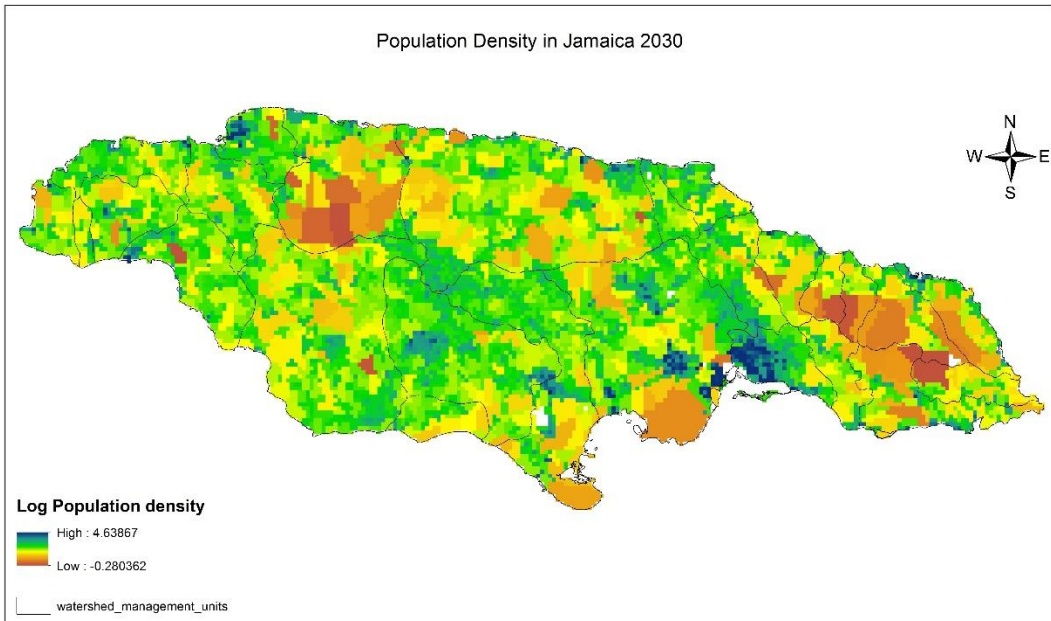 Population Density in Jamaica 2030
N
W E
S
Log Population density
High : 4.63867
Low : -0.280362
watershed_management_units